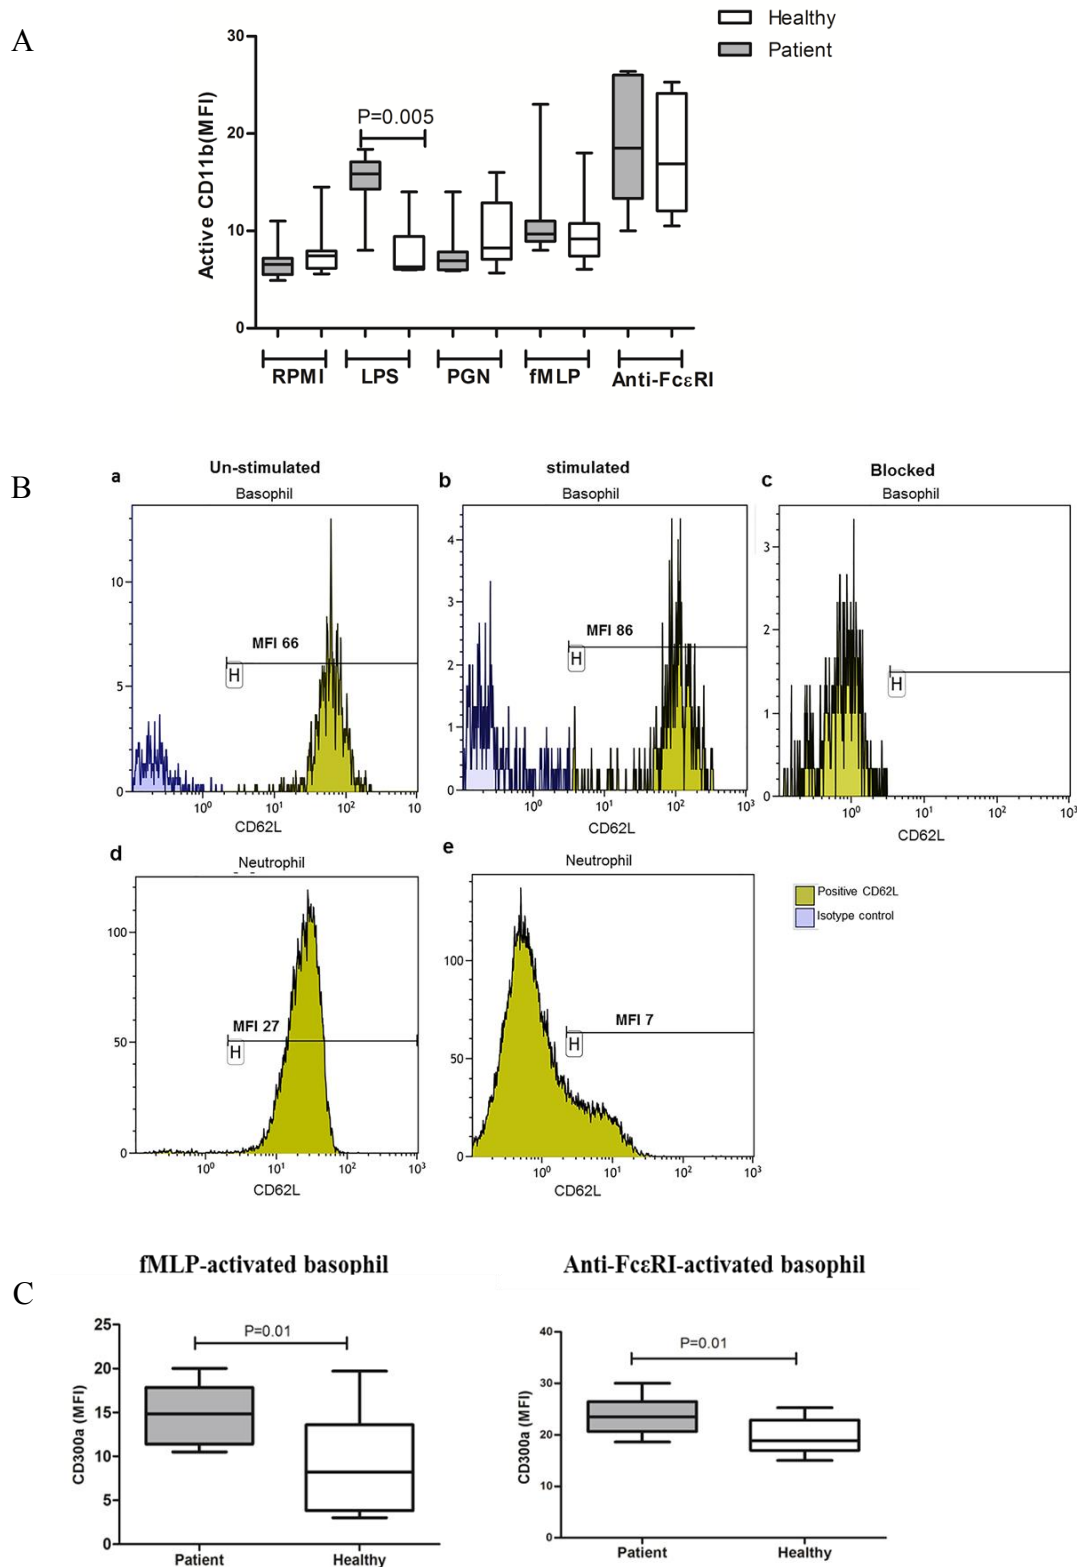 A
Healthy
Patient
Active CD11b(MFI)
30
20
10
0
P=0.005
RPMI LPS PGN fMLP Anti-FcεRI
B
Un-stimulated stimulated Blocked
a b c
Basophil Basophil Basophil
10
5
0
MFI 66
H
10⁰ 10¹ 10² 10
CD62L
4
3
2
1
0
MFI 86
H
10⁰ 10¹ 10² 10³
CD62L
3
2
1
0
H
10⁰ 10¹ 10² 10³
CD62L
d e
Neutrophil Neutrophil
100
50
0
MFI 27
H
10⁰ 10¹ 10² 10³
CD62L
100
50
0
MFI 7
H
10⁰ 10¹ 10² 10³
CD62L
Positive CD62L
Isotype control
C
fMLP-activated basophil Anti-FcεRI-activated basophil
CD300a (MFI)
25
20
15
10
5
0
P=0.01
Patient Healthy
CD300a (MFI)
40
30
20
10
0
P=0.01
Patient Healthy